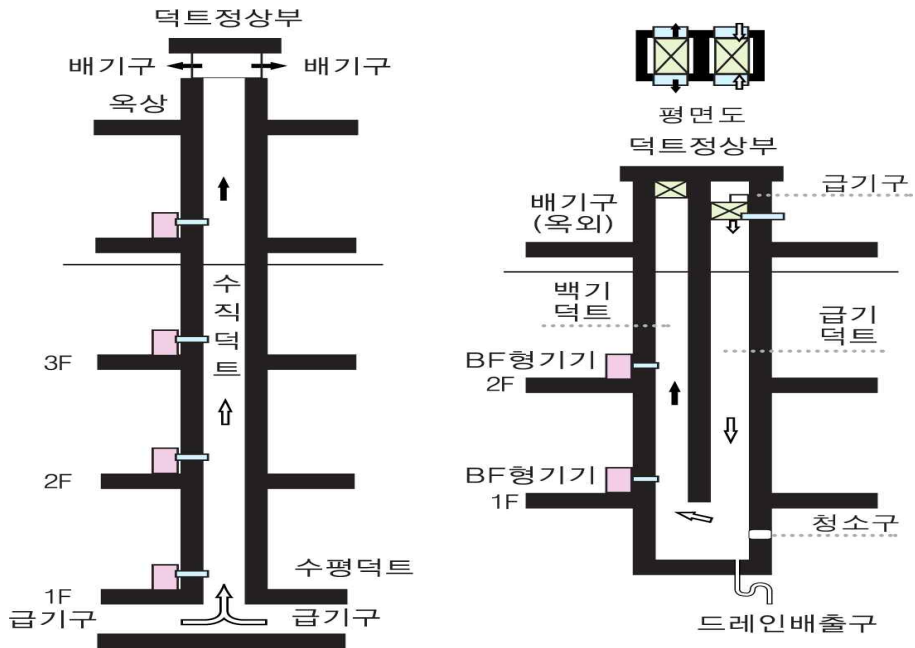 덕트정상부
배기구
배기구
옥상
수직덕트
3F
2F
1F
수평덕트
급기구
급기구
평면도
덕트정상부
급기구
배기구
(옥외)
백기
덕트
급기
덕트
BF형기기
2F
BF형기기
1F
청소구
드레인배출구